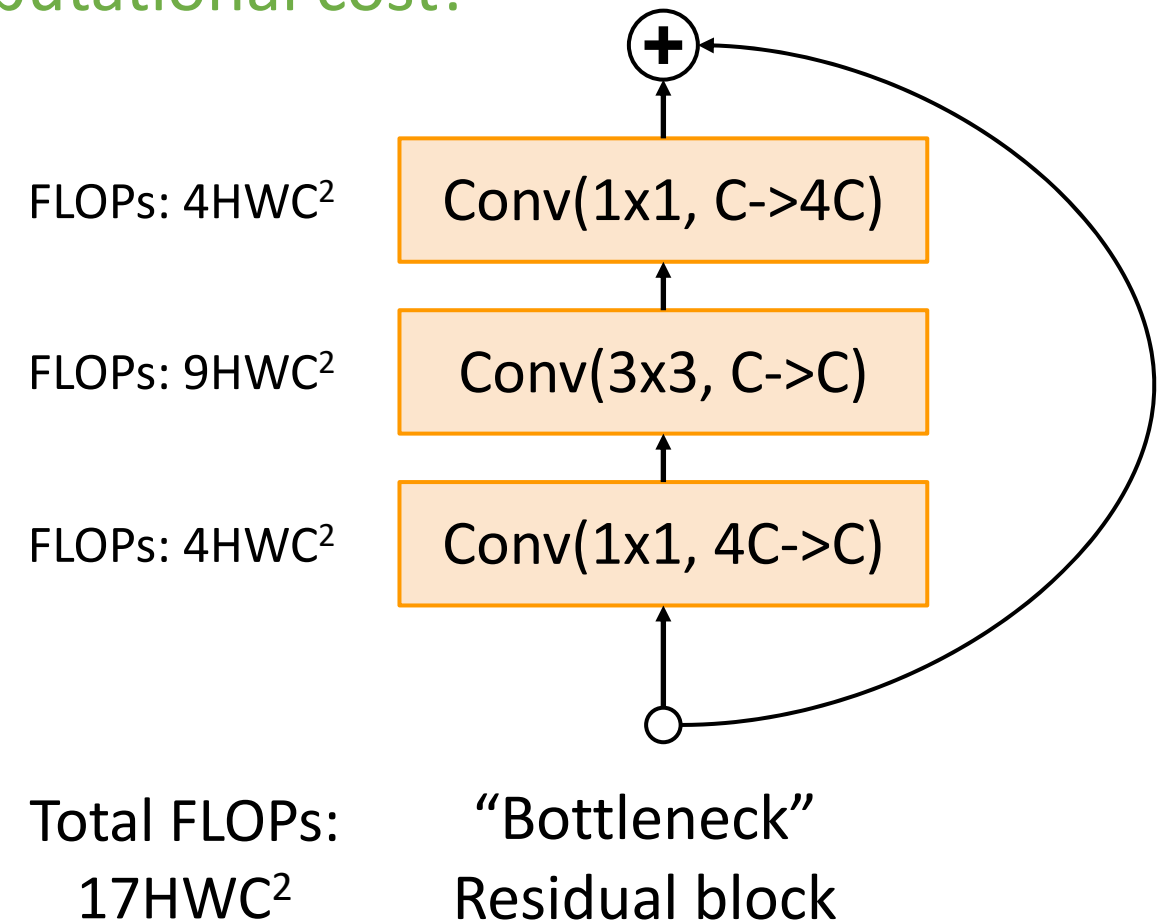 cost?
+
FLOPs: 4HWC²
Conv(1x1, C->4C)
FLOPs: 9HWC²
Conv(3x3, C->C)
FLOPs: 4HWC²
Conv(1x1, 4C->C)
Total FLOPs:
17HWC²
“Bottleneck”
Residual block